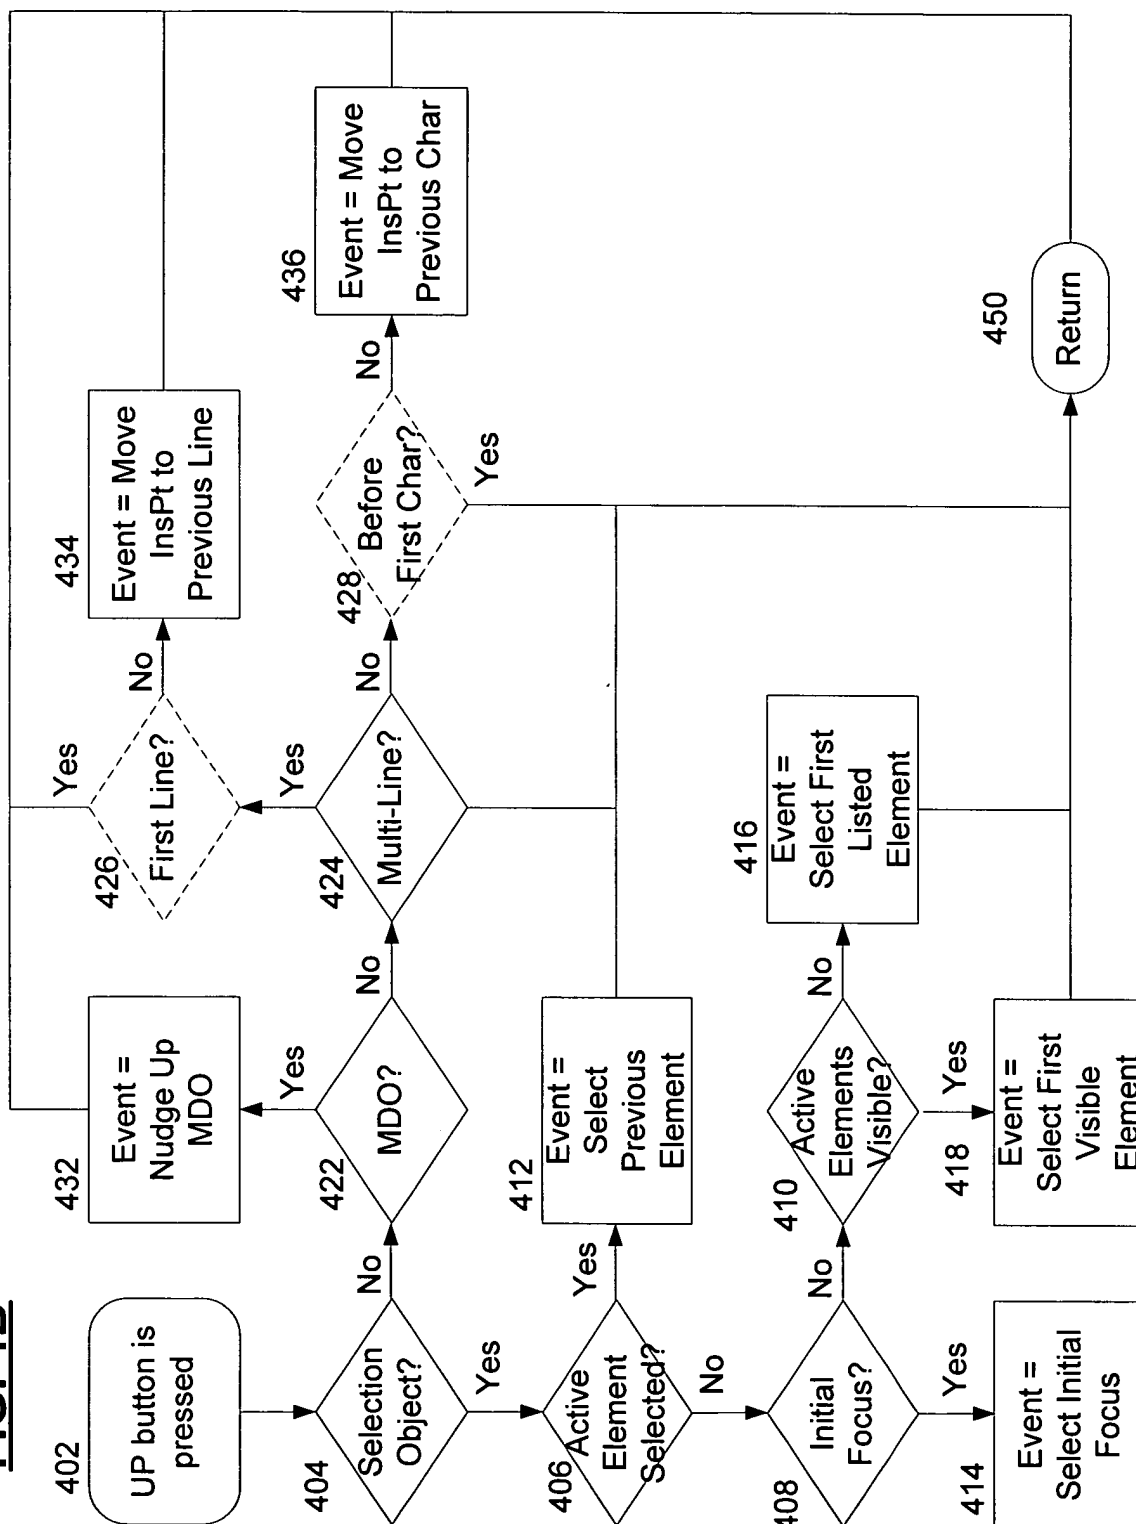 402
UP button is
pressed
404
Selection
Object?
No
Yes
406
Active
Element
Selected?
Yes
No
408
Initial
Focus?
No
Yes
414
Event =
Select Initial
Focus
432
Event =
Nudge Up
MDO
Yes
422
MDO?
No
412
Event =
Select
Previous
Element
410
Active
Elements
Visible?
No
Yes
418
Event =
Select First
Visible
Element
426
First Line?
Yes
No
424
Multi-Line?
Yes
No
416
Event =
Select First
Listed
Element
434
Event = Move
InsPt to
Previous Line
428
Before
First Char?
No
Yes
436
Event = Move
InsPt to
Previous Char
450
Return